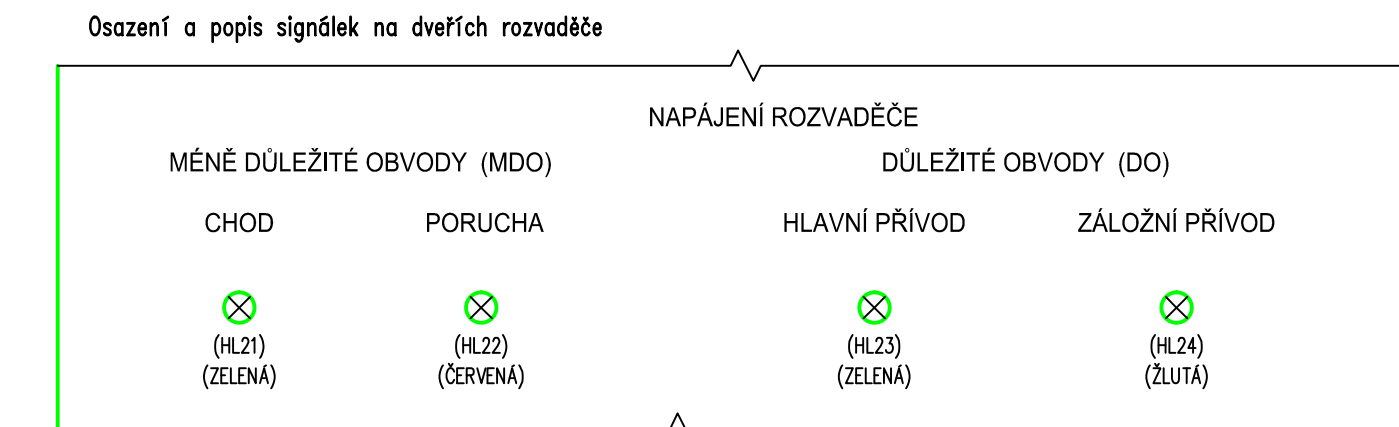 Osazení a popis signálek na dveřích rozvaděče
NAPÁJENÍ ROZVADĚČE
MÉNĚ DŮLEŽITÉ OBVODY (MDO) DŮLEŽITÉ OBVODY (DO)
CHOD PORUCHA HLAVNÍ PŘÍVOD ZÁLOŽNÍ PŘÍVOD
(HL21) (HL22) (HL23) (HL24)
(ZELENÁ) (ČERVENÁ) (ZELENÁ) (ŽLUTÁ)